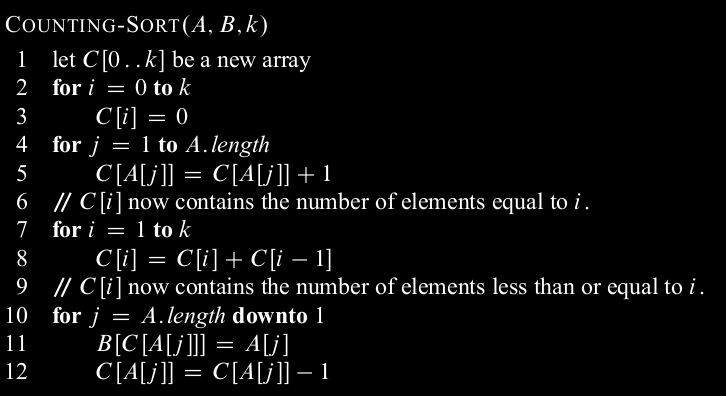 COUNTING-SORT(A, B, k)
1 let C[0 . . k] be a new array
2 for i = 0 to k
3 C[i] = 0
4 for j = 1 to A.length
5 C[A[j]] = C[A[j]] + 1
6 // C[i] now contains the number of elements equal to i.
7 for i = 1 to k
8 C[i] = C[i] + C[i − 1]
9 // C[i] now contains the number of elements less than or equal to i.
10 for j = A.length downto 1
11 B[C[A[j]]] = A[j]
12 C[A[j]] = C[A[j]] − 1